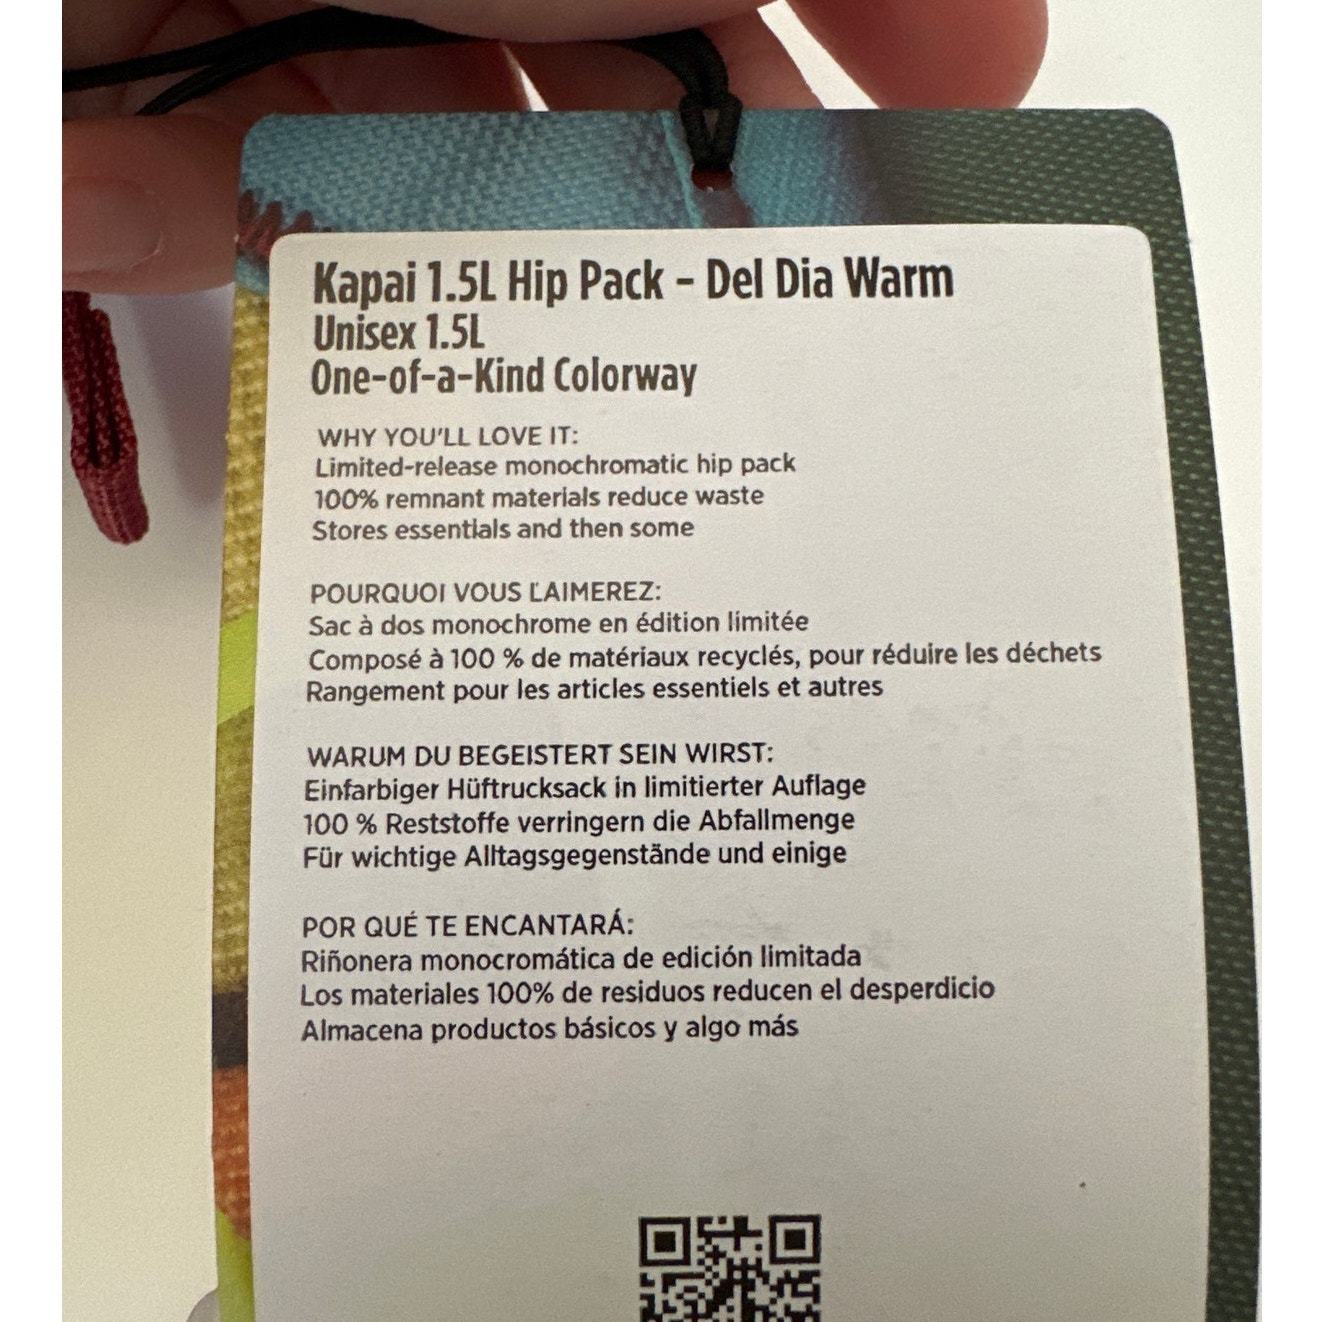 Kapai 1.5L Hip Pack - Del Dia Warm
Unisex 1.5L
One-of-a-Kind Colorway
WHY YOU'LL LOVE IT:
Limited-release monochromatic hip pack
100% remnant materials reduce waste
Stores essentials and then some
POURQUOI VOUS L'AIMEREZ:
Sac à dos monochrome en édition limitée
Composé à 100 % de matériaux recyclés, pour réduire les déchets
Rangement pour les articles essentiels et autres
WARUM DU BEGEISTERT SEIN WIRST:
Einfarbiger Hüftrucksack in limitierter Auflage
100 % Reststoffe verringern die Abfallmenge
Für wichtige Alltagsgegenstände und einige
POR QUÉ TE ENCANTARÁ:
Riñonera monocromática de edición limitada
Los materiales 100% de residuos reducen el desperdicio
Almacena productos básicos y algo más